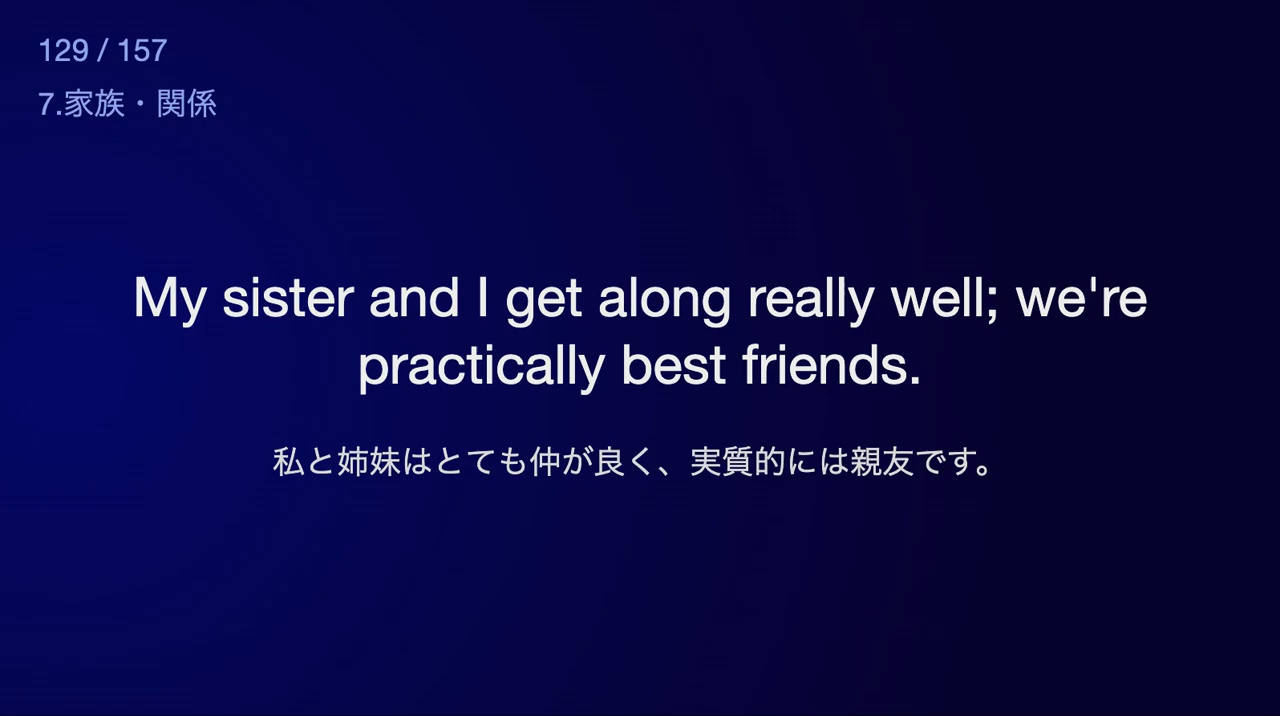 129 / 157
7.家族・関係
My sister and I get along really well; we're
practically best friends.
私と姉妹はとても仲が良く、実質的には親友です。